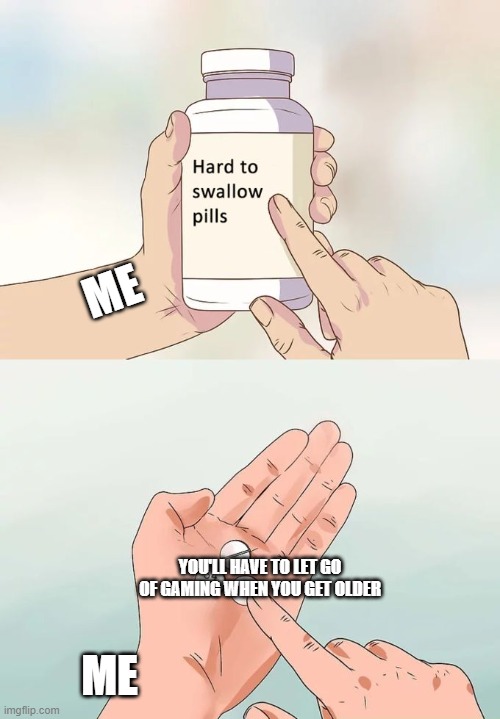 Hard to
swallow
pills
ME
YOU'LL HAVE TO LET GO
OF GAMING WHEN YOU GET OLDER
ME
imgflip.com